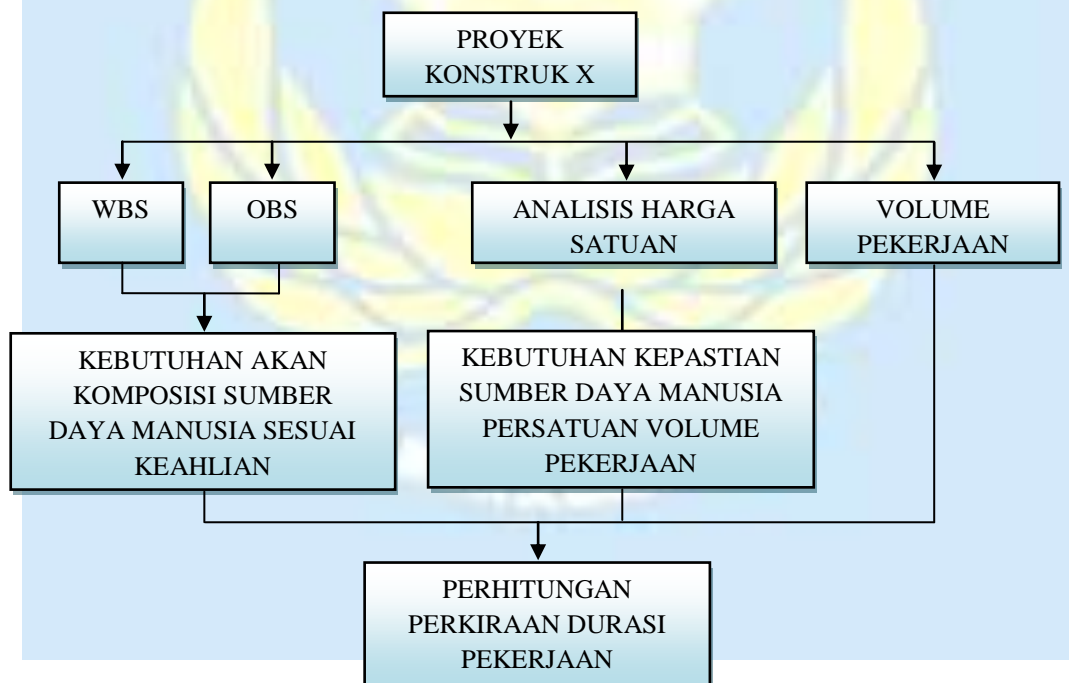 PROYEK
KONSTRUK X
WBS
OBS
ANALISIS HARGA
SATUAN
VOLUME
PEKERJAAN
KEBUTUHAN AKAN
KOMPOSISI SUMBER
DAYA MANUSIA SESUAI
KEAHLIAN
KEBUTUHAN KEPASTIAN
SUMBER DAYA MANUSIA
PERSATUAN VOLUME
PEKERJAAN
PERHITUNGAN
PERKIRAAN DURASI
PEKERJAAN